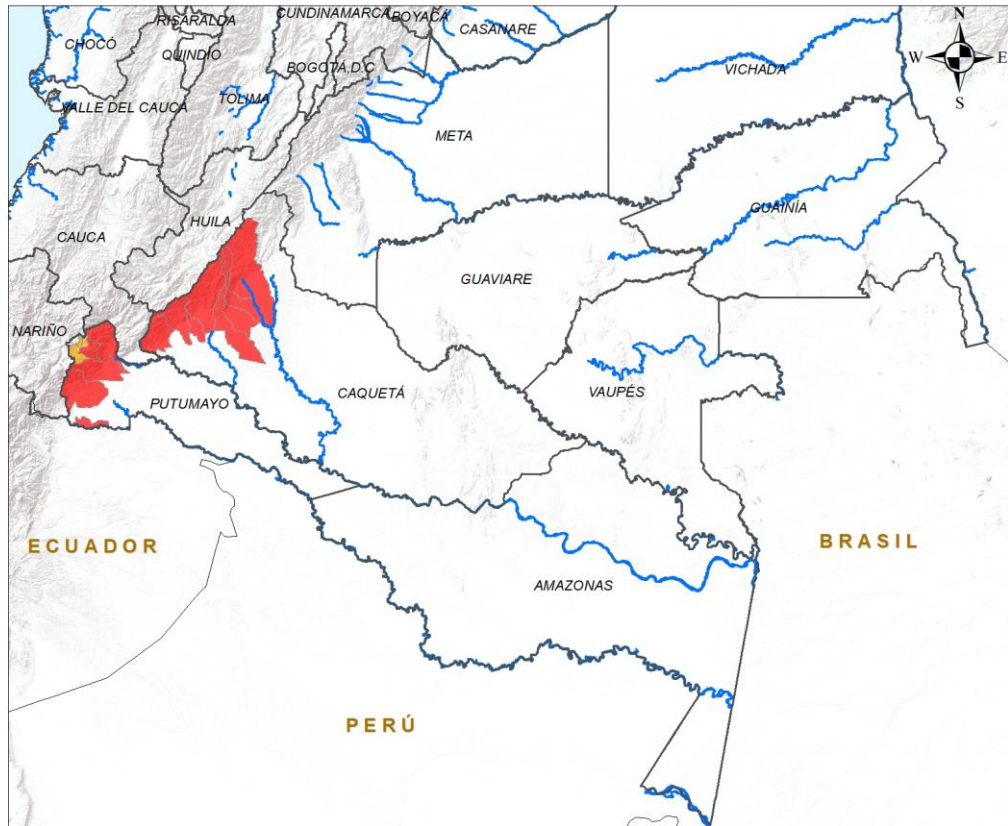 CUNDINAMARCA
BOYACÁ
RISARALDA
CASANARE
N
CHOCÓ
QUINDÍO
BOGOTÁ D.C
W
E
VICHADA
S
TOLIMA
VALLE DEL CAUCA
META
GUAINÍA
HUILA
CAUCA
GUAVIARE
NARIÑO
CAQUETÁ
VAUPÉS
PUTUMAYO
ECUADOR
BRASIL
AMAZONAS
PERÚ